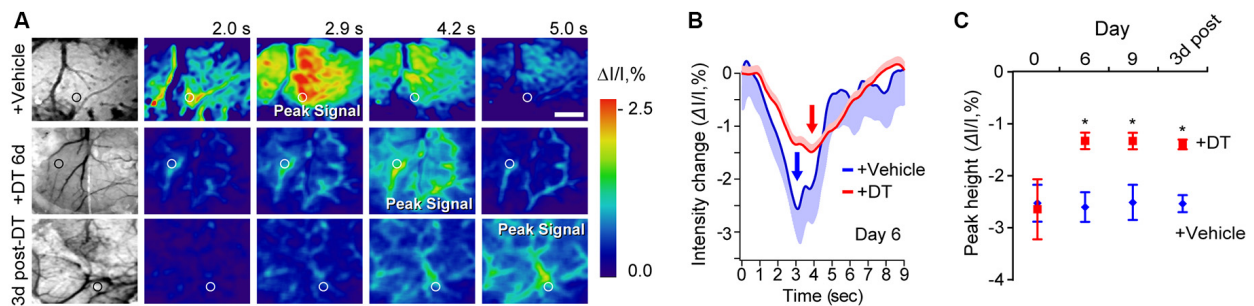 A
2.0 s
2.9 s
4.2 s
5.0 s
+Vehicle
Peak Signal
+DT 6d
Peak Signal
3d post-DT
Peak Signal
ΔI/I,%
- 2.5
0.0
B
Intensity change (ΔI/I,%)
0
-1
-2
-3
+Vehicle
+DT
Day 6
0 1 2 3 4 5 6 7 8 9
Time (sec)
C
Day
0 6 9 3d post
Peak height (ΔI/I,%)
0
-1
-2
-3
-4
* * *
+DT
+Vehicle